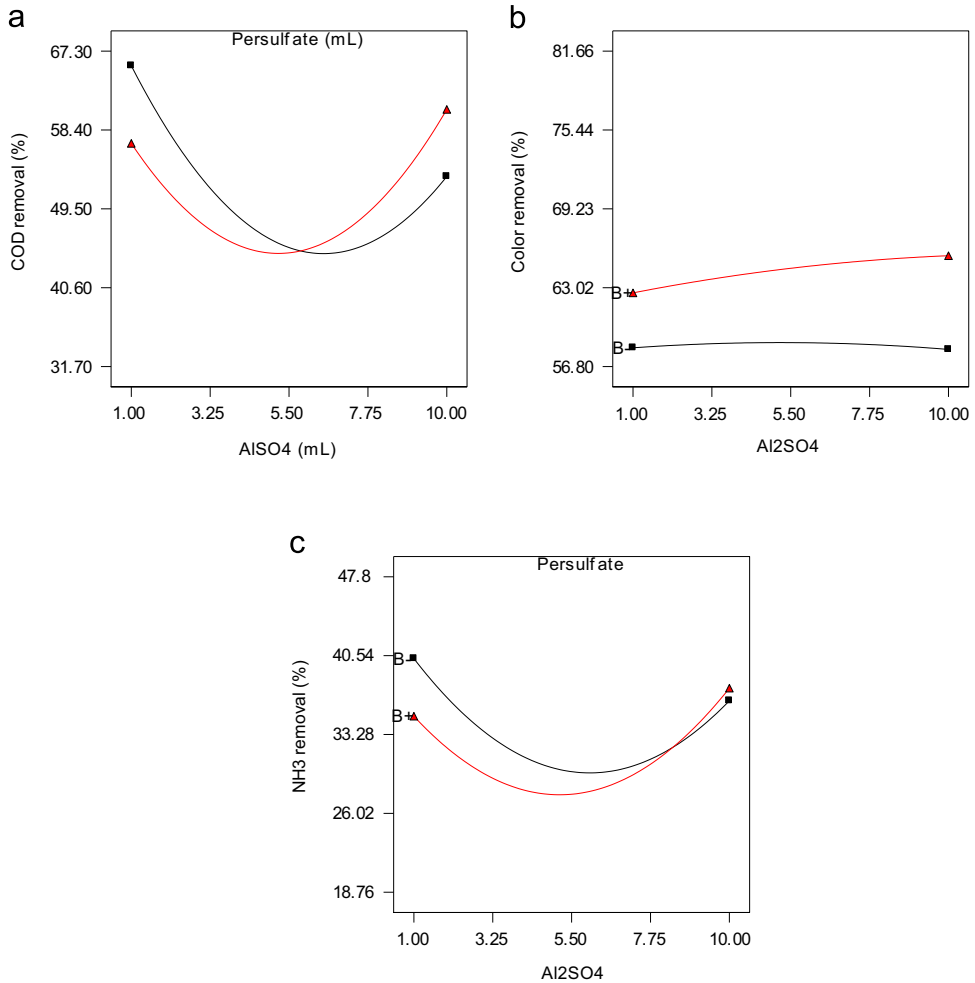 a
Persulfate (mL)
67.30
58.40
49.50
40.60
31.70
COD removal (%)
1.00 3.25 5.50 7.75 10.00
AlSO4 (mL)
b
81.66
75.44
69.23
63.02
56.80
Color removal (%)
B+
B-
1.00 3.25 5.50 7.75 10.00
Al2SO4
c
Persulfate
47.8
40.54
33.28
26.02
18.76
NH3 removal (%)
B-
B+
1.00 3.25 5.50 7.75 10.00
Al2SO4